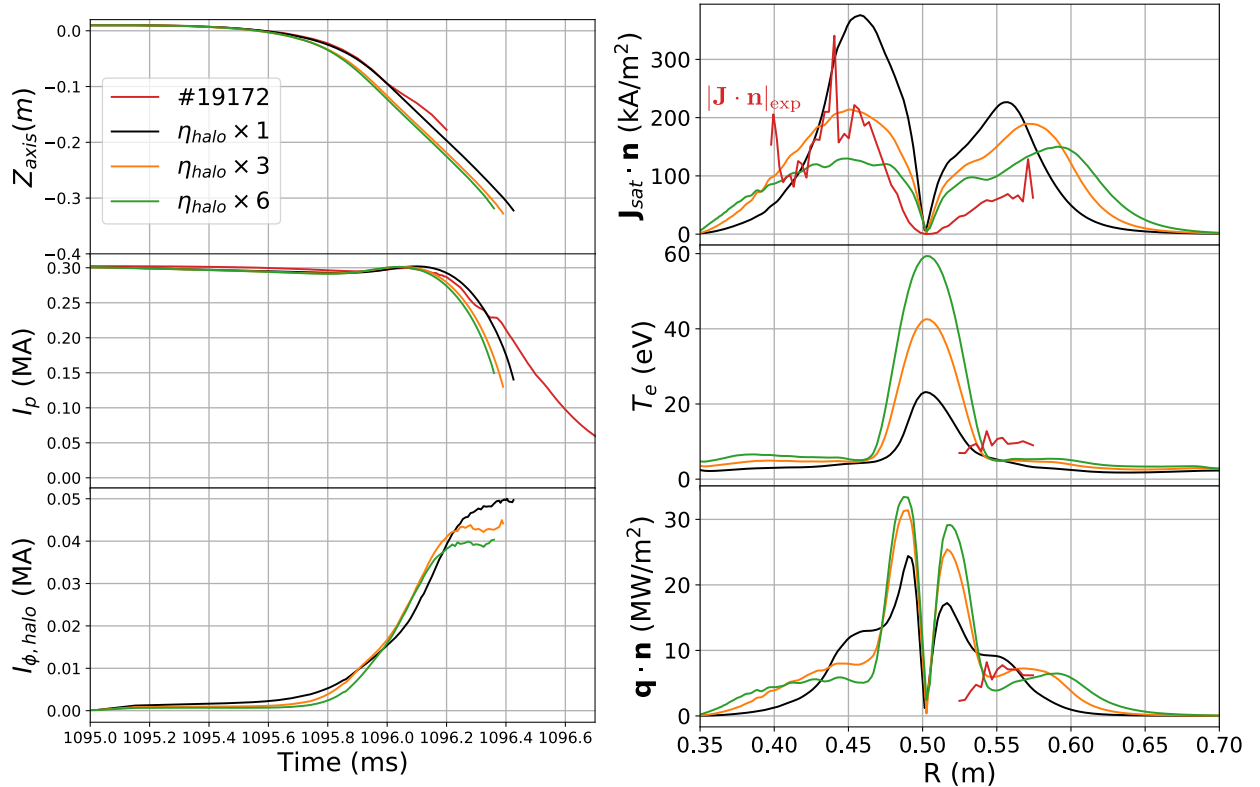 0.0
−0.1
−0.2
−0.3
−0.4
Z_axis(m)
#19172
η_halo × 1
η_halo × 3
η_halo × 6
0.30
0.25
0.20
0.15
0.10
0.05
0.00
I_p (MA)
0.05
0.04
0.03
0.02
0.01
0.00
I_ϕ, halo (MA)
1095.0 1095.2 1095.4 1095.6 1095.8 1096.0 1096.2 1096.4 1096.6
Time (ms)
300
200
100
0
J_sat · n (kA/m²)
|J · n|_exp
60
40
20
0
T_e (eV)
30
20
10
0
q · n (MW/m²)
0.35 0.40 0.45 0.50 0.55 0.60 0.65 0.70
R (m)